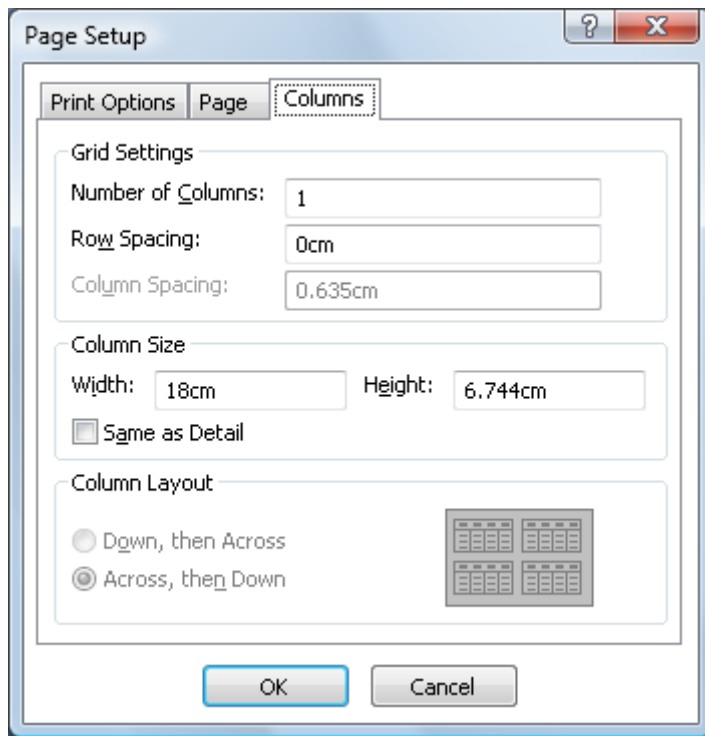 Page Setup
Print Options Page Columns
Grid Settings
Number of Columns: 1
Row Spacing: 0cm
Column Spacing: 0.635cm
Column Size
Width: 18cm Height: 6.744cm
Same as Detail
Column Layout
Down, then Across
Across, then Down
OK Cancel